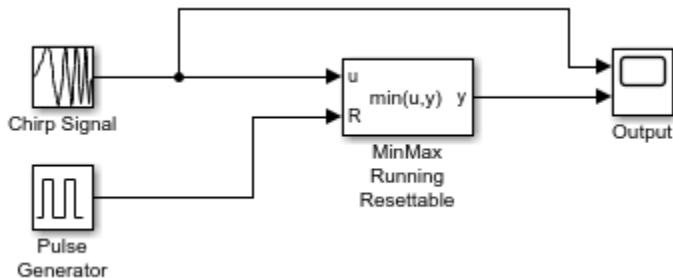 Chirp Signal
Pulse
Generator
u
R
min(u,y)
y
MinMax
Running
Resettable
Output